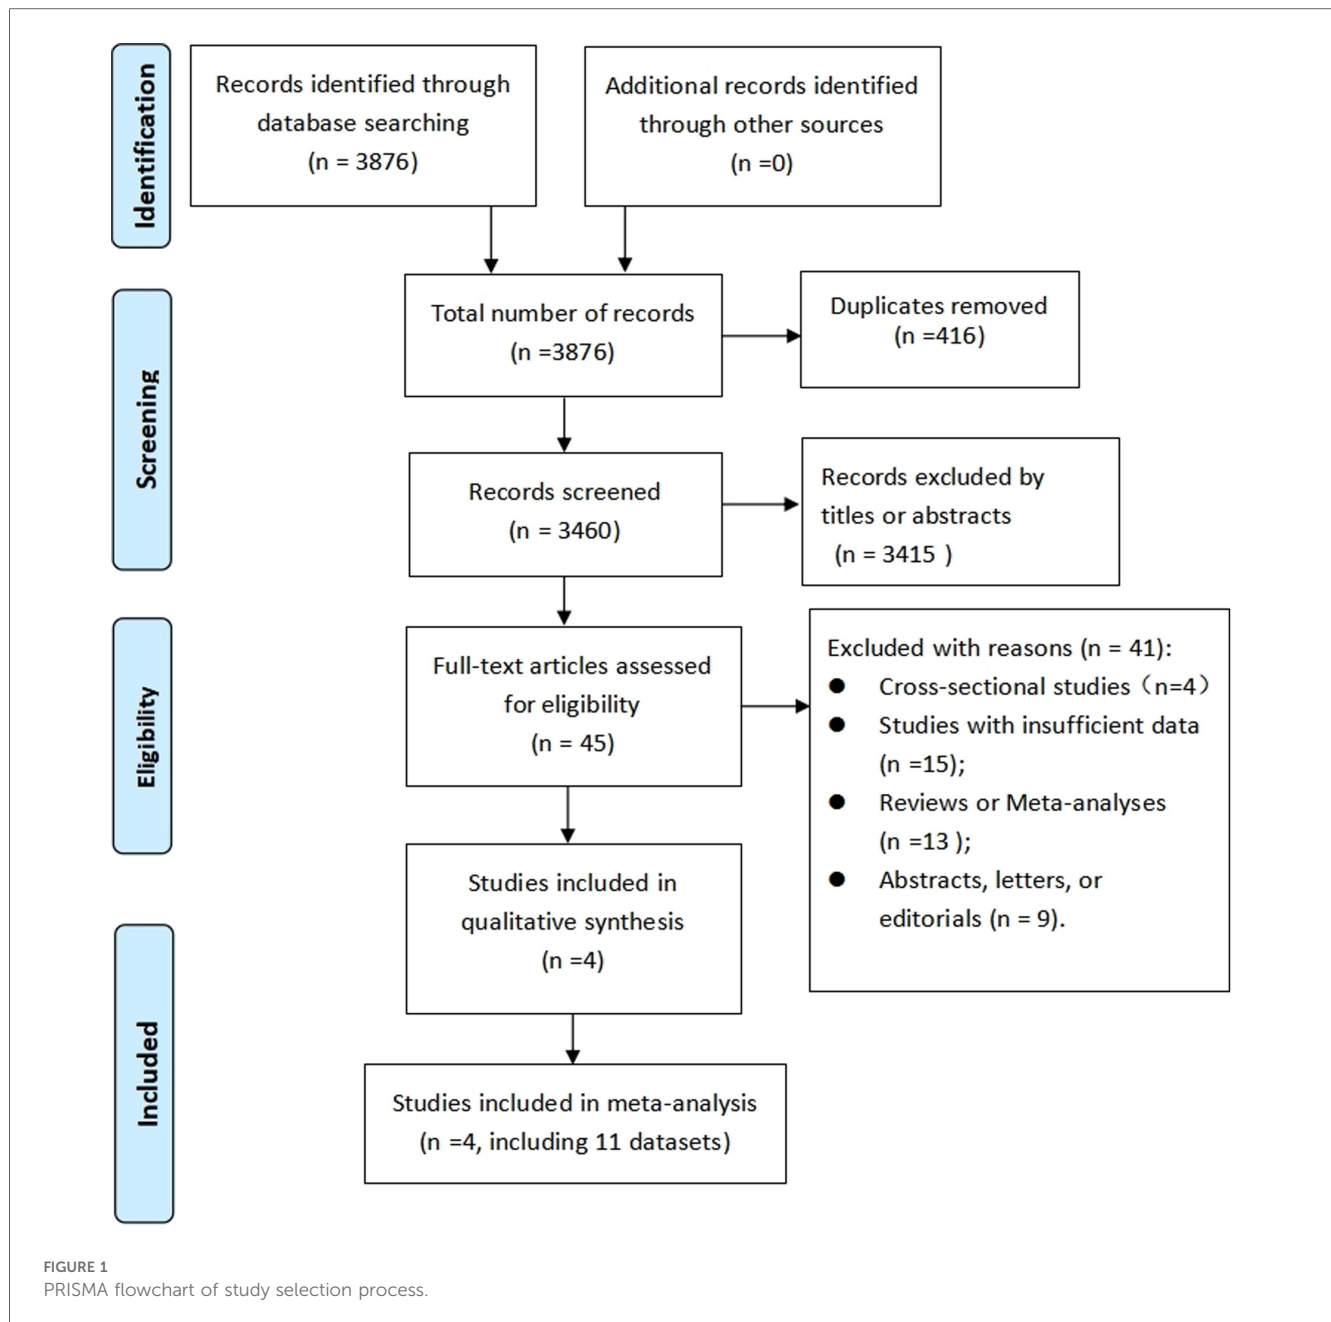 Identification
Records identified through
database searching
(n = 3876)
Additional records identified
through other sources
(n =0)
Screening
Total number of records
(n =3876)
Duplicates removed
(n =416)
Records screened
(n = 3460)
Records excluded by
titles or abstracts
(n = 3415 )
Eligibility
Full-text articles assessed
for eligibility
(n = 45)
Excluded with reasons (n = 41):
● Cross-sectional studies（n=4）
● Studies with insufficient data
(n =15);
● Reviews or Meta-analyses
(n =13 );
● Abstracts, letters, or
editorials (n = 9).
Studies included in
qualitative synthesis
(n =4)
Included
Studies included in meta-analysis
(n =4, including 11 datasets)
FIGURE 1
PRISMA flowchart of study selection process.